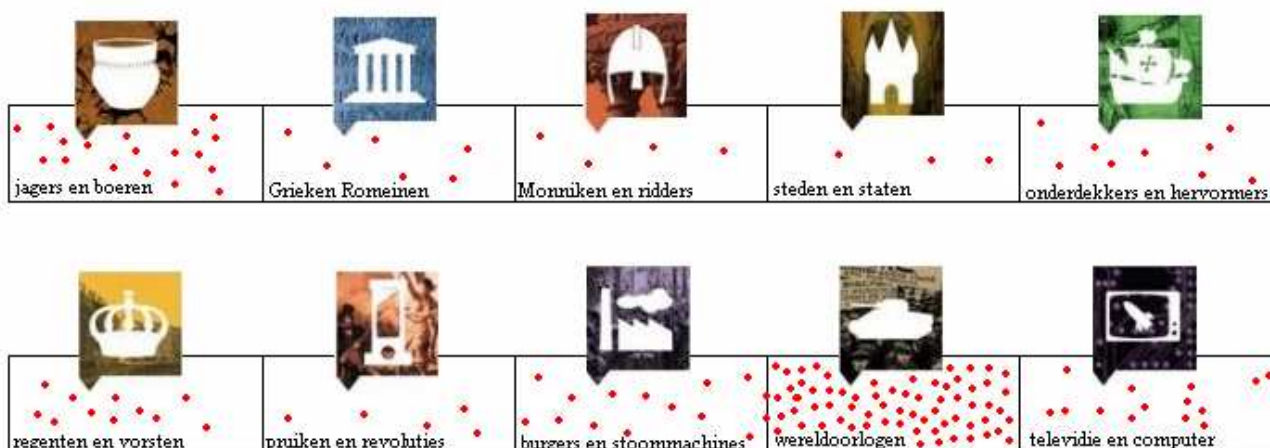 jagers en boeren
Grieken Romeinen
Monniken en ridders
steden en staten
onderdekkers en hervormers
regenten en vorsten
pruiken en revoluties
burgers en stoommachines
wereldoorlogen
televidie en computer